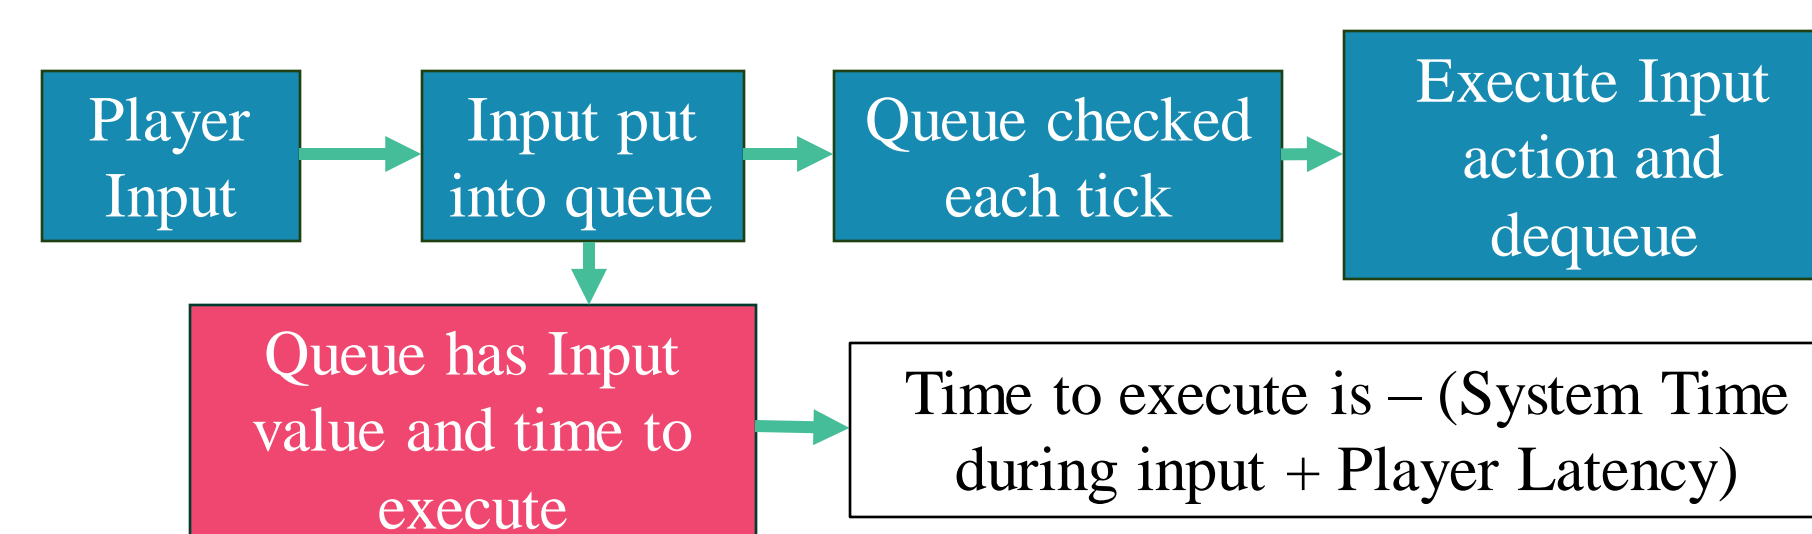 Player
Input
Input put
into queue
Queue checked
each tick
Execute Input
action and
dequeue
Queue has Input
value and time to
execute
Time to execute is – (System Time
during input + Player Latency)